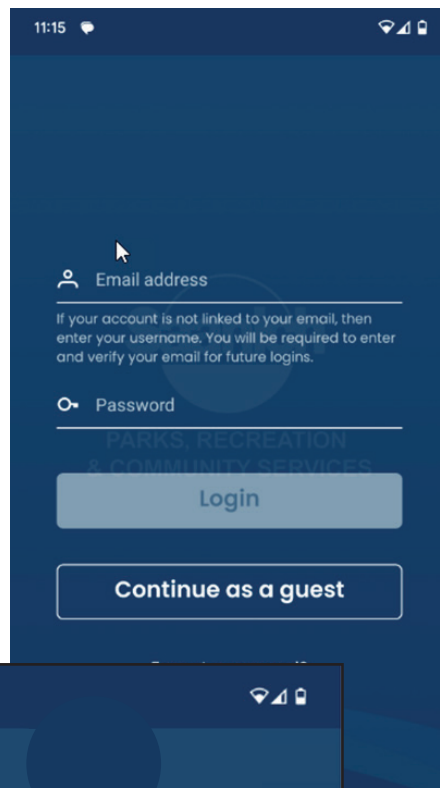 11:15
Email address
If your account is not linked to your email, then
enter your username. You will be required to enter
and verify your email for future logins.
Password
PARKS, RECREATION
& COMMUNITY SERVICES
Login
Continue as a guest